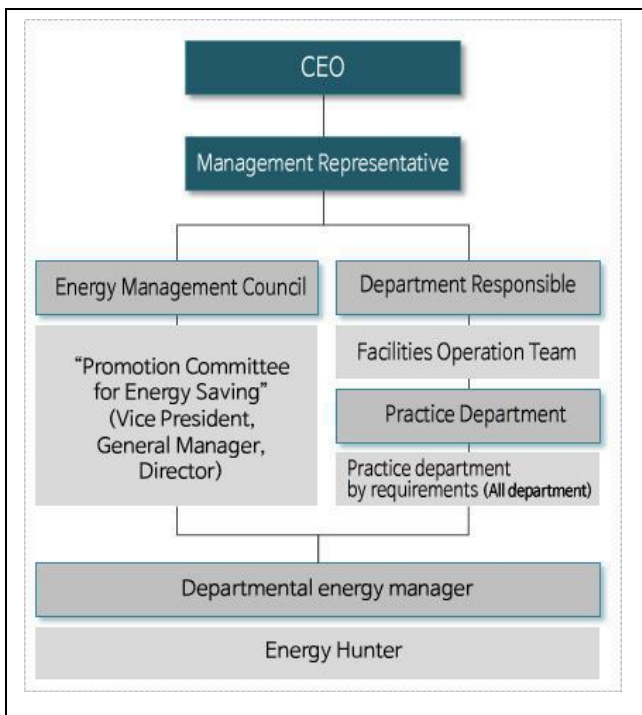 CEO
Management Representative
Energy Management Council
“Promotion Committee
for Energy Saving”
(Vice President,
General Manager,
Director)
Department Responsible
Facilities Operation Team
Practice Department
Practice department
by requirements (All department)
Departmental energy manager
Energy Hunter